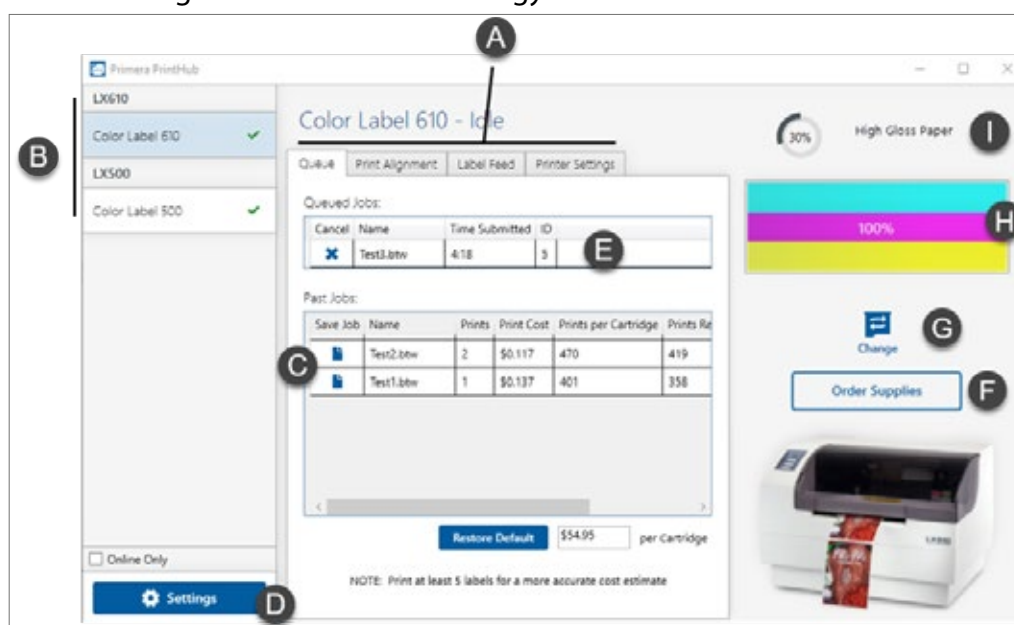 A
Primera PrintHub
LX610
Color Label 610
B
LX500
Color Label 500
Online Only
Settings
D
Color Label 610 - Idle
Queue Print Alignment Label Feed Printer Settings
Queued Jobs:
Cancel Name Time Submitted ID
Test3.btw 4:18 5
E
Past Jobs:
Save Job Name Prints Print Cost Prints per Cartridge Prints Re
C
Test2.btw 2 $0.117 470 419
Test1.btw 1 $0.137 401 358
Restore Default $54.95 per Cartridge
NOTE: Print at least 5 labels for a more accurate cost estimate
30% High Gloss Paper
I
100%
H
G
Change
Order Supplies
F